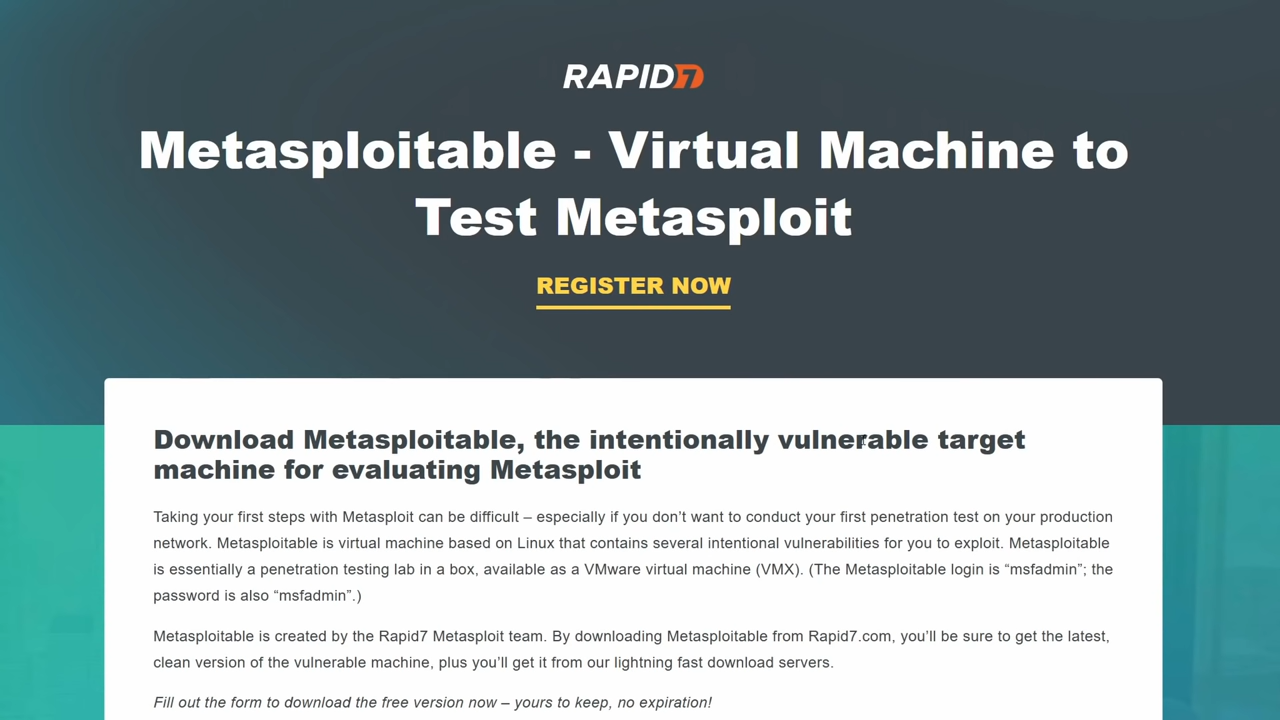 RAPID7
Metasploitable - Virtual Machine to
Test Metasploit
REGISTER NOW
Download Metasploitable, the intentionally vulnerable target
machine for evaluating Metasploit
Taking your first steps with Metasploit can be difficult – especially if you don’t want to conduct your first penetration test on your production
network. Metasploitable is virtual machine based on Linux that contains several intentional vulnerabilities for you to exploit. Metasploitable
is essentially a penetration testing lab in a box, available as a VMware virtual machine (VMX). (The Metasploitable login is “msfadmin”; the
password is also “msfadmin”.)
Metasploitable is created by the Rapid7 Metasploit team. By downloading Metasploitable from Rapid7.com, you’ll be sure to get the latest,
clean version of the vulnerable machine, plus you’ll get it from our lightning fast download servers.
Fill out the form to download the free version now – yours to keep, no expiration!